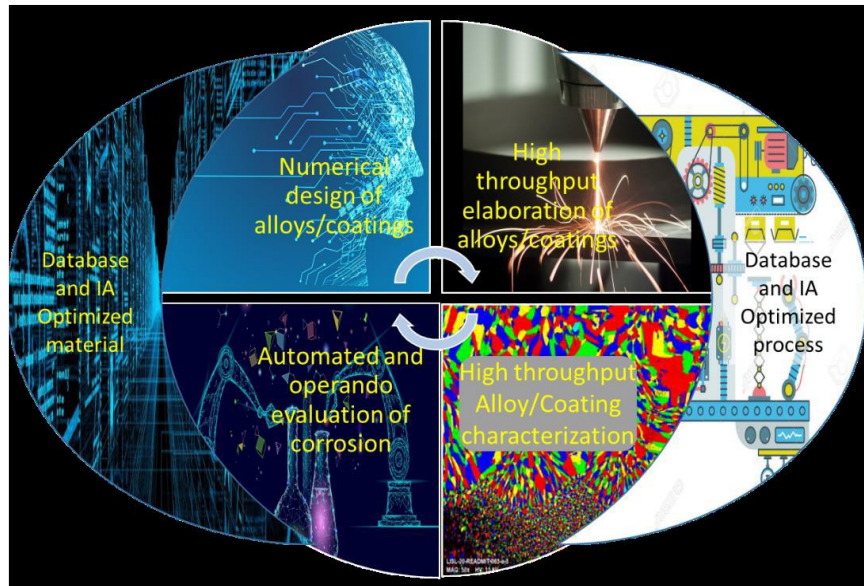 Numerical
design of
alloys/coatings
High
throughput
elaboration of
alloys/coatings
Database
and IA
Optimized
material
Database
and IA
Optimized
process
Automated and
operando
evaluation of
corrosion
High throughput
Alloy/Coating
characterization